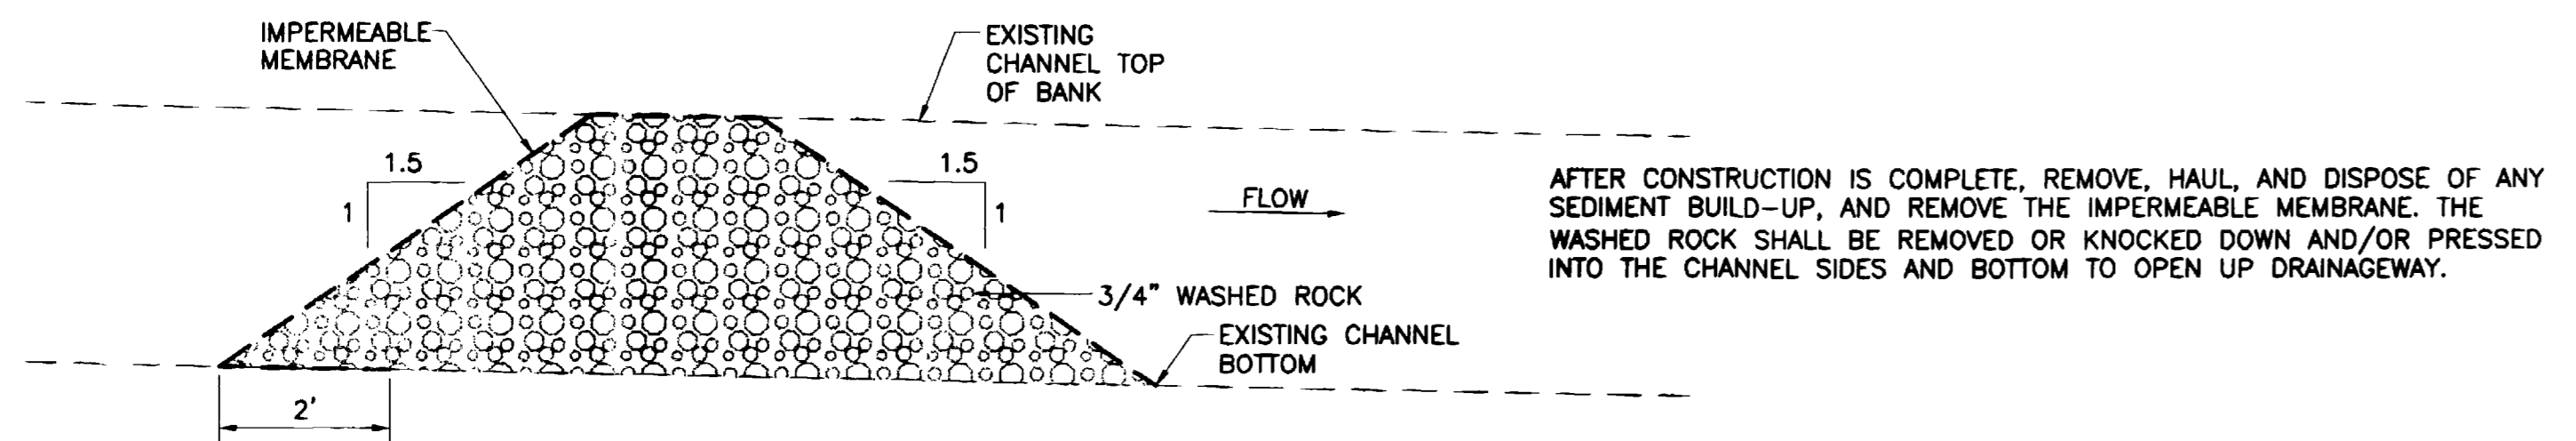 IMPERMEABLE
MEMBRANE
EXISTING
CHANNEL TOP
OF BANK
1.5
1
1.5
1
FLOW
3/4" WASHED ROCK
EXISTING CHANNEL
BOTTOM
2'
AFTER CONSTRUCTION IS COMPLETE, REMOVE, HAUL, AND DISPOSE OF ANY
SEDIMENT BUILD-UP, AND REMOVE THE IMPERMEABLE MEMBRANE. THE
WASHED ROCK SHALL BE REMOVED OR KNOCKED DOWN AND/OR PRESSED
INTO THE CHANNEL SIDES AND BOTTOM TO OPEN UP DRAINAGEWAY.